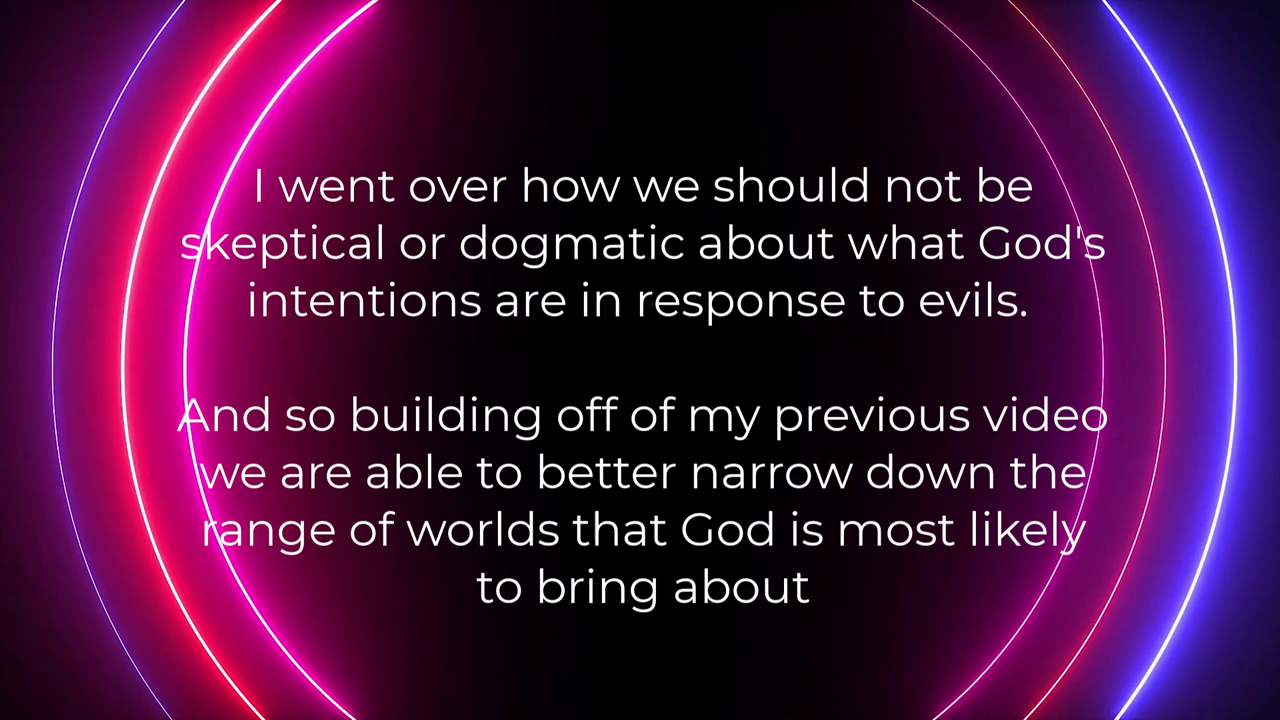 I went over how we should not be
skeptical or dogmatic about what God's
intentions are in response to evils.
And so building off of my previous video
we are able to better narrow down the
range of worlds that God is most likely
to bring about